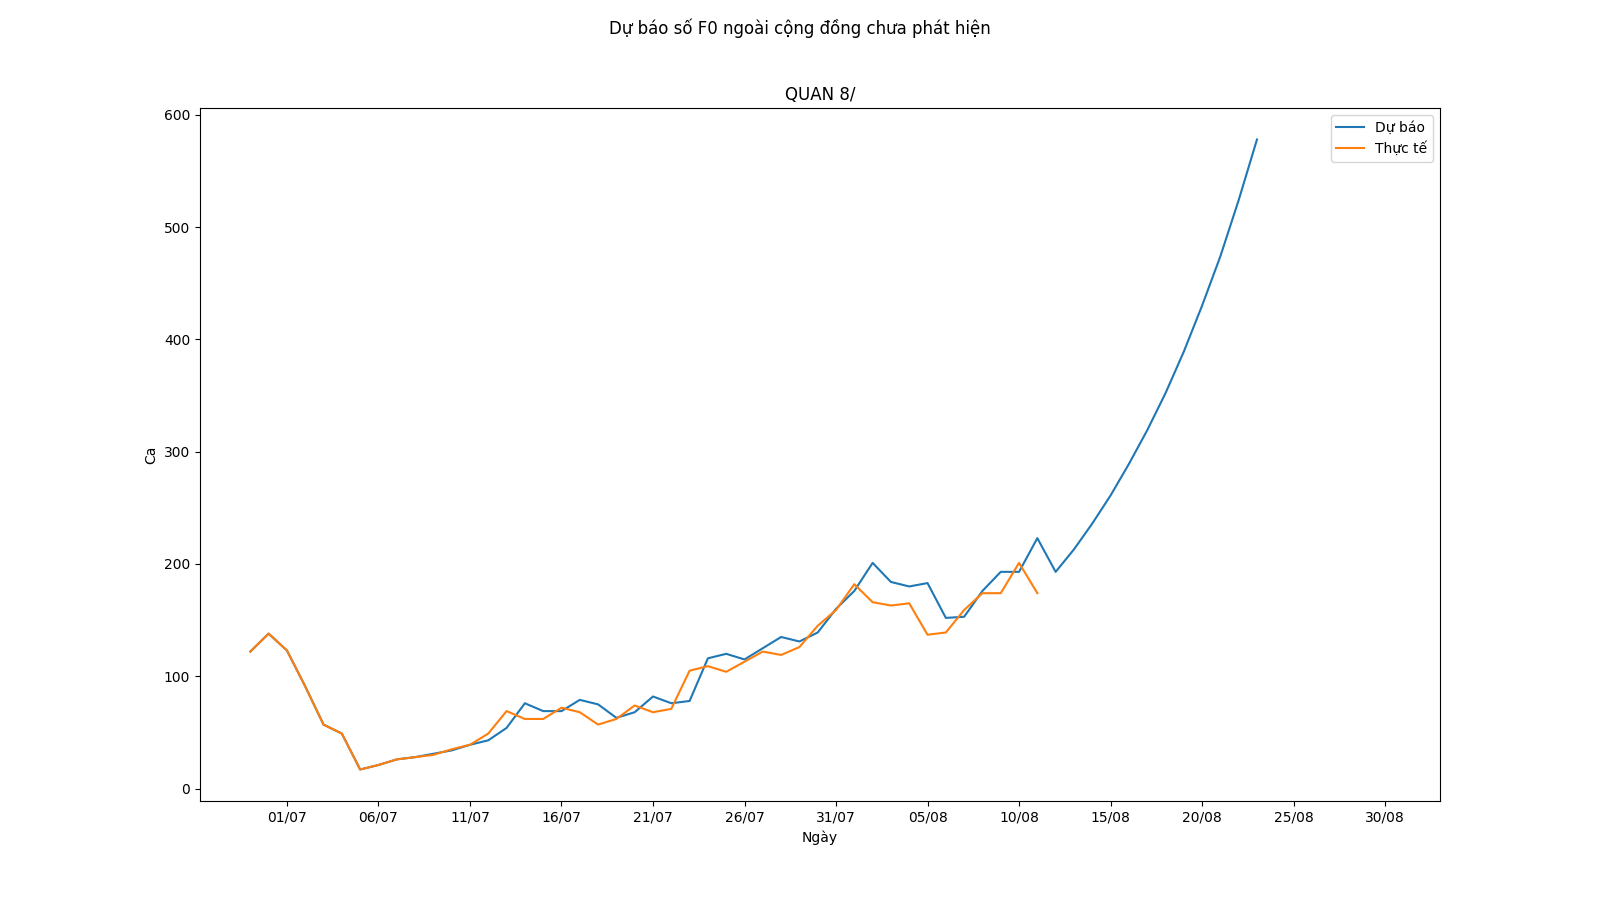 Dự báo số F0 ngoài cộng đồng chưa phát hiện
QUAN 8/
600
500
400
300
200
100
0
Ca
Dự báo
Thực tế
01/07 06/07 11/07 16/07 21/07 26/07 31/07 05/08 10/08 15/08 20/08 25/08 30/08
Ngày